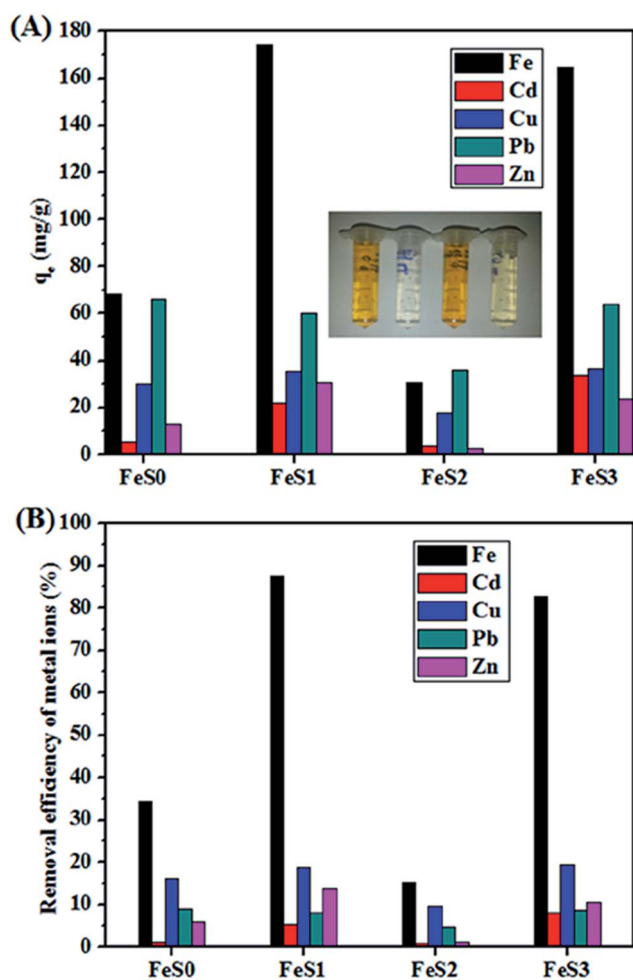 (A)
180
160
140
120
100
80
60
40
20
0
qe (mg/g)
Fe
Cd
Cu
Pb
Zn
FeS0 FeS1 FeS2 FeS3
(B)
100
90
80
70
60
50
40
30
20
10
0
Removal efficiency of metal ions (%)
Fe
Cd
Cu
Pb
Zn
FeS0 FeS1 FeS2 FeS3